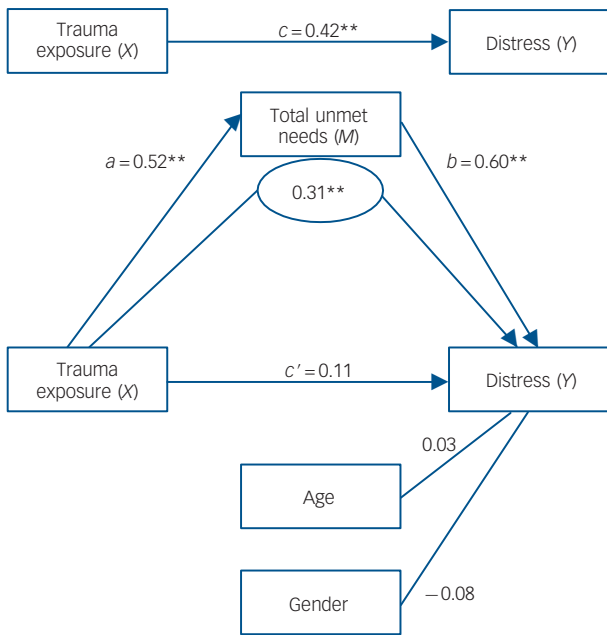 Trauma
exposure (X)
c = 0.42**
Distress (Y)
Total unmet
needs (M)
a = 0.52**
b = 0.60**
0.31**
Trauma
exposure (X)
c′ = 0.11
Distress (Y)
0.03
Age
Gender
−0.08